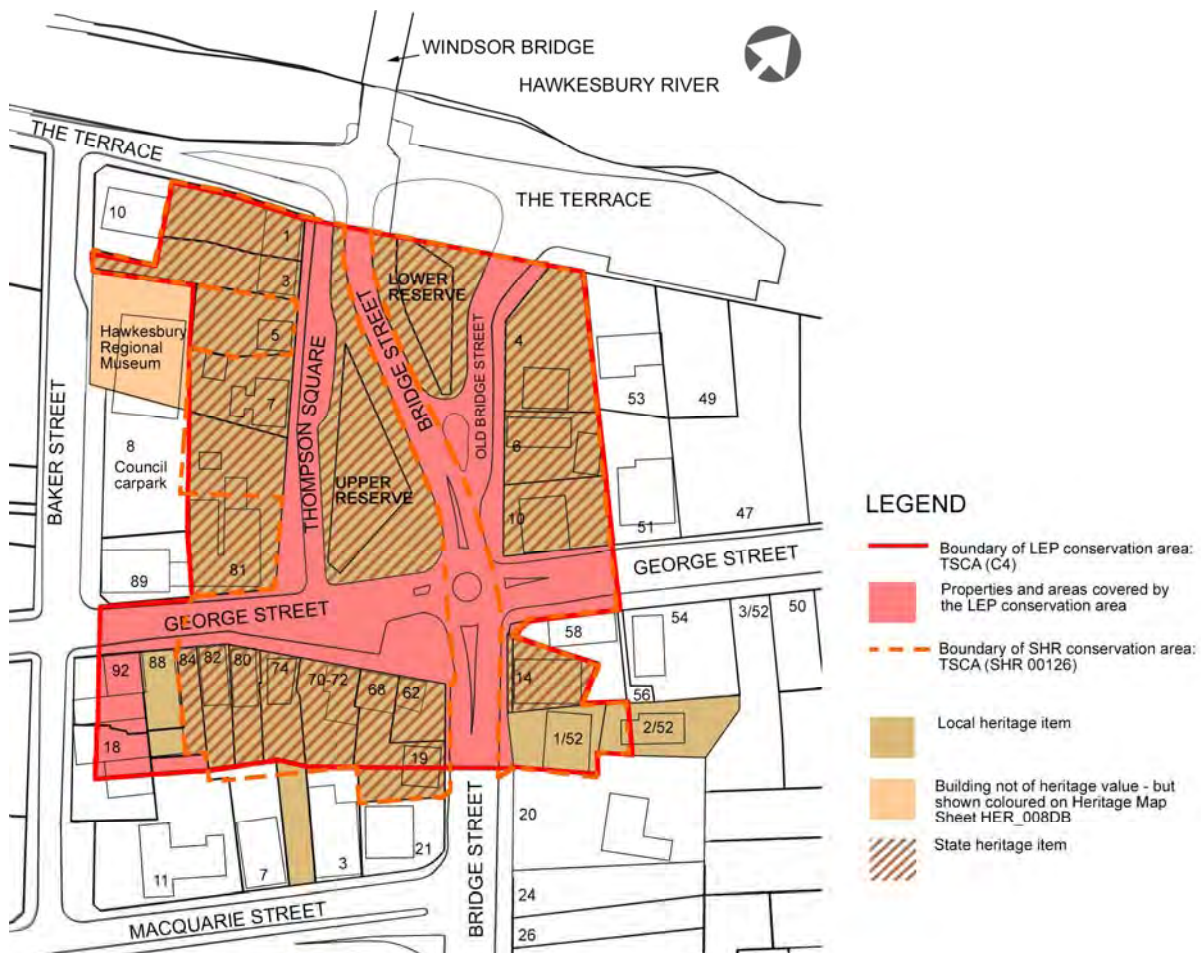 WINDSOR BRIDGE
HAWKESBURY RIVER
THE TERRACE
THE TERRACE
10
1
3
LOWER
RESERVE
BRIDGE STREET
Hawkesbury
Regional
Museum
5
THOMPSON SQUARE
OLD BRIDGE STREET
4
53
49
7
BRIDGE STREET
6
BAKER STREET
8
Council
carpark
UPPER
RESERVE
10
51
47
89
81
GEORGE STREET
GEORGE STREET
92
88
84
82
80
74
70-72
68
62
14
58
54
3/52
50
56
18
19
1/52
2/52
11
7
3
21
20
24
26
MACQUARIE STREET
BRIDGE STREET
LEGEND
Boundary of LEP conservation area:
TSCA (C4)
Properties and areas covered by
the LEP conservation area
Boundary of SHR conservation area:
TSCA (SHR 00126)
Local heritage item
Building not of heritage value - but
shown coloured on Heritage Map
Sheet HER_008DB
State heritage item